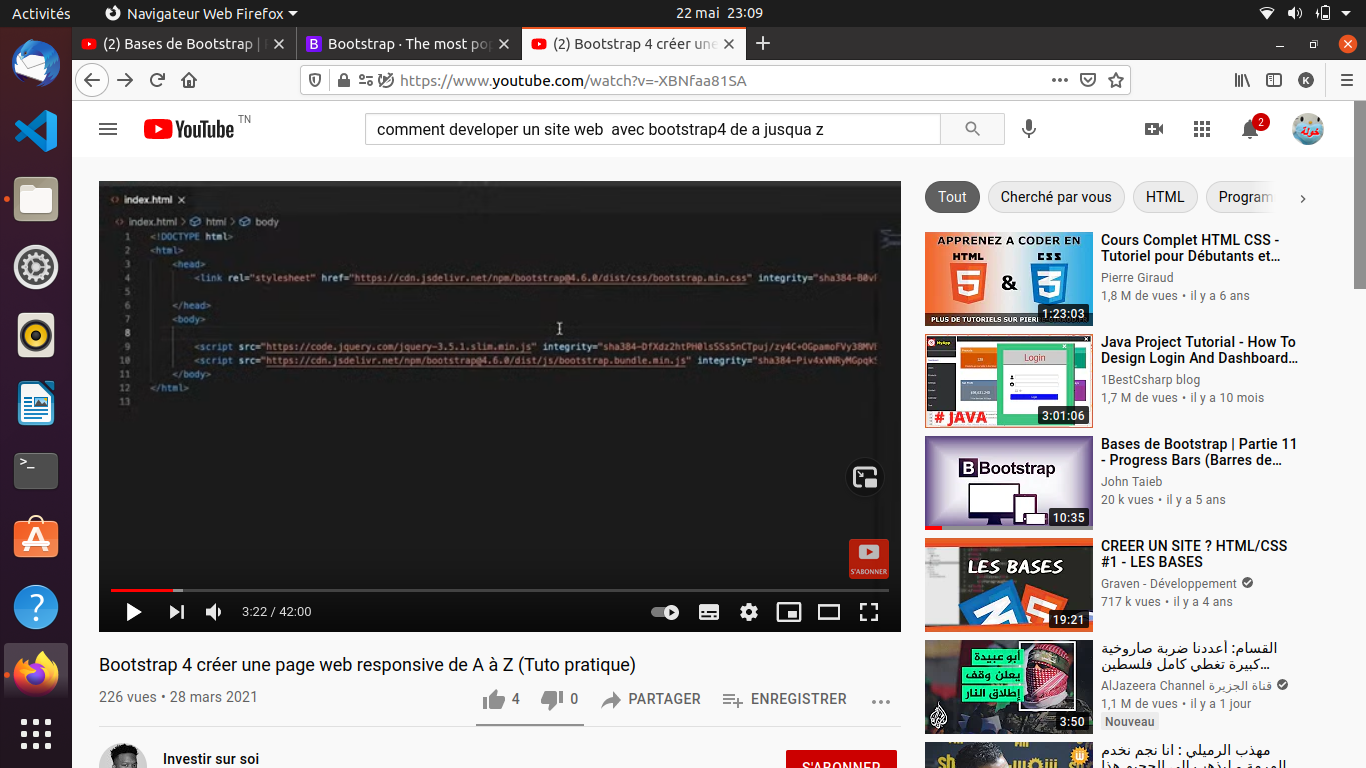 Activités
Navigateur Web Firefox
22 mai 23:09
(2) Bases de Bootstrap |
Bootstrap · The most pop
(2) Bootstrap 4 créer une
https://www.youtube.com/watch?v=-XBNfaa81SA
K
YouTube TN
comment developer un site web avec bootstrap4 de a jusqua z
2
خولة
index.html
index.html > html > body
1 <!DOCTYPE html>
2 <html>
3 <head>
4 <link rel="stylesheet" href="https://cdn.jsdelivr.net/npm/bootstrap@4.6.0/dist/css/bootstrap.min.css" integrity="sha384-B0v
5
6 </head>
7 <body>
8
9 <script src="https://code.jquery.com/jquery-3.5.1.slim.min.js" integrity="sha384-DfXdz2htPH0lsSSs5nCTpuj/zy4C+OGpamoFVy38MV
10 <script src="https://cdn.jsdelivr.net/npm/bootstrap@4.6.0/dist/js/bootstrap.bundle.min.js" integrity="sha384-Piv4xVNRyMGpqk
11 </body>
12 </html>
13
S'ABONNER
3:22 / 42:00
Bootstrap 4 créer une page web responsive de A à Z (Tuto pratique)
226 vues • 28 mars 2021
4
0
PARTAGER
ENREGISTRER
Investir sur soi
S'ABONNER
Tout
Cherché par vous
HTML
Program
APPRENEZ A CODER EN
HTML
CSS
5 & 3
PLUS DE TUTORIELS SUR PIER
1:23:03
Cours Complet HTML CSS -
Tutoriel pour Débutants et…
Pierre Giraud
1,8 M de vues • il y a 6 ans
MyApp
Login
# JAVA
3:01:06
Java Project Tutorial - How To
Design Login And Dashboard…
1BestCsharp blog
1,7 M de vues • il y a 10 mois
B Bootstrap
10:35
Bases de Bootstrap | Partie 11
- Progress Bars (Barres de…
John Taieb
20 k vues • il y a 5 ans
LES BASES
5
19:21
CREER UN SITE ? HTML/CSS
#1 - LES BASES
Graven - Développement
717 k vues • il y a 4 ans
أبو عبيدة
يعلن وقف
إطلاق النار
3:50
القسام: أعددنا ضربة صاروخية
كبيرة تغطي كامل فلسطين...
AlJazeera Channel قناة الجزيرة
1,1 M de vues • il y a 1 jour
Nouveau
مهذب الرميلي : انا نجم نخدم